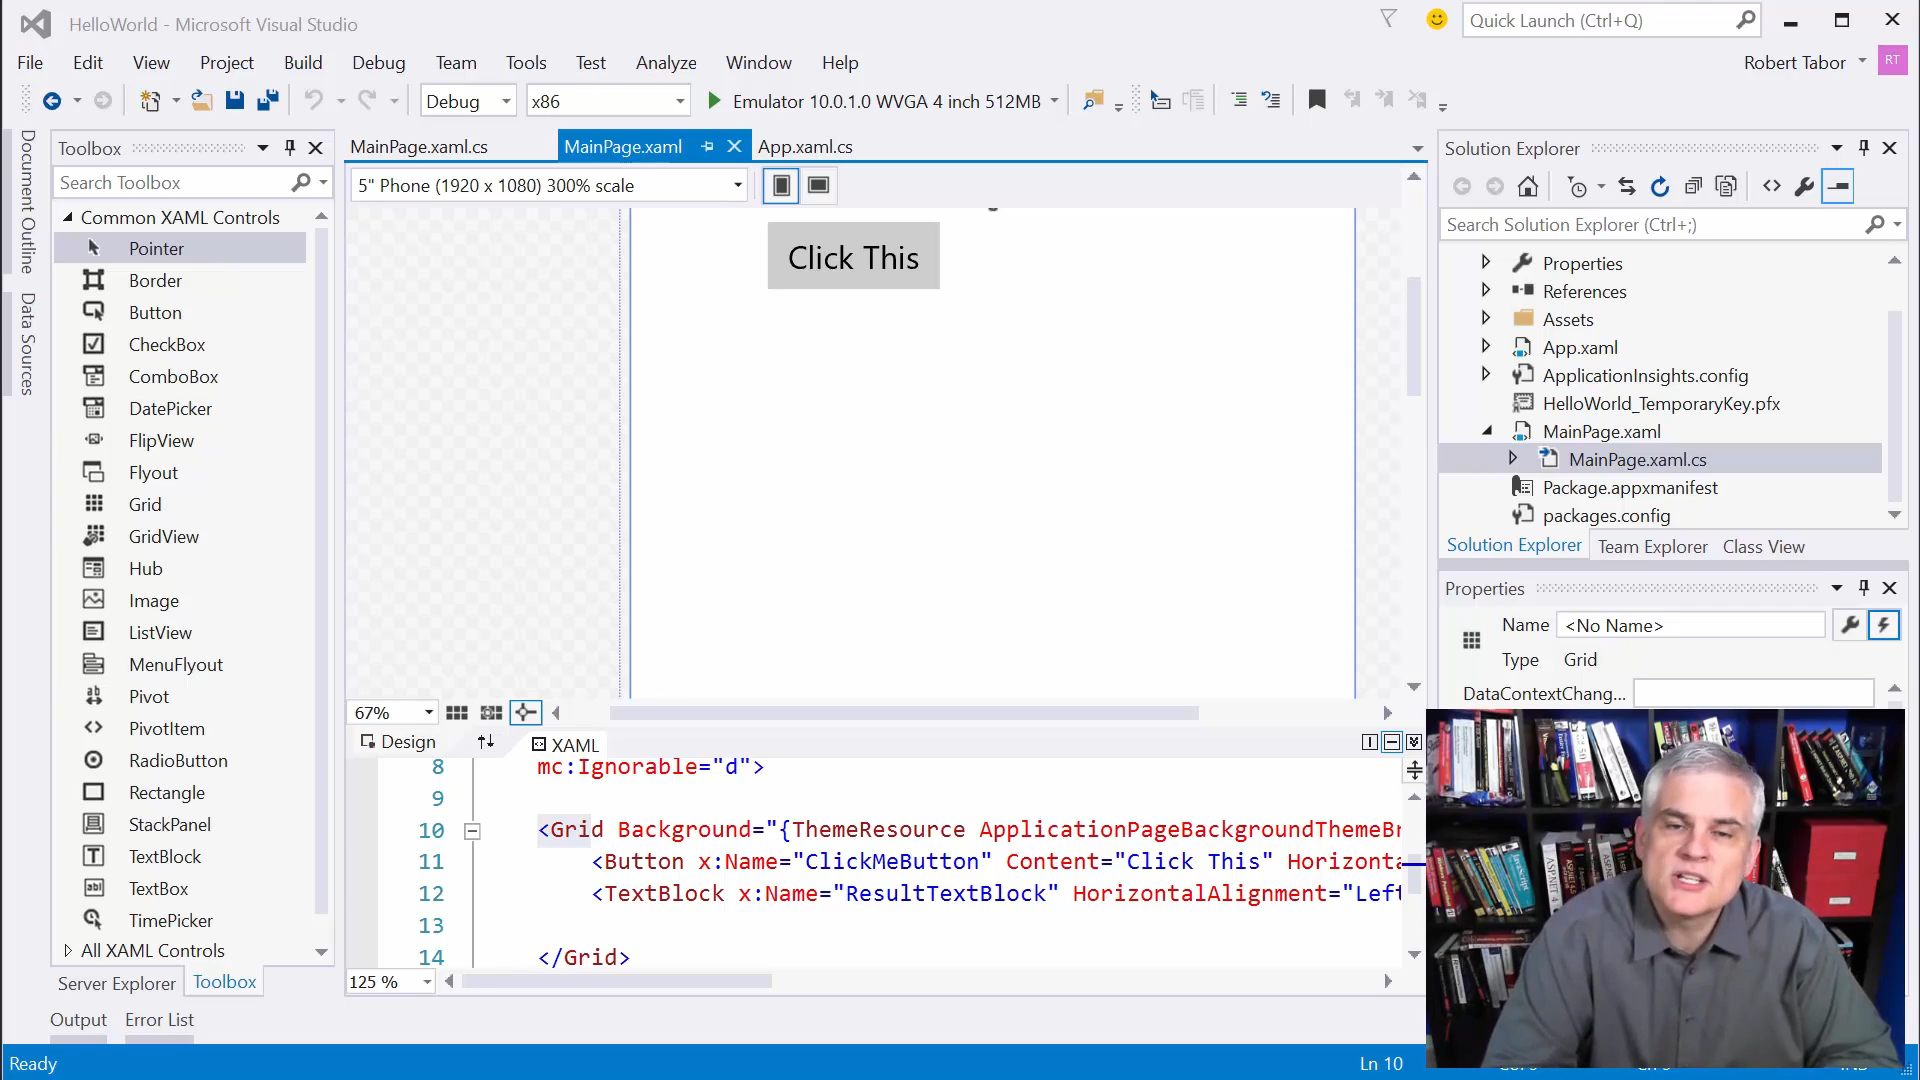 HelloWorld - Microsoft Visual Studio
Quick Launch (Ctrl+Q)
File Edit View Project Build Debug Team Tools Test Analyze Window Help
Robert Tabor RT
Debug x86 Emulator 10.0.1.0 WVGA 4 inch 512MB
Document Outline
Data Sources
Toolbox
Search Toolbox
Common XAML Controls
Pointer
Border
Button
CheckBox
ComboBox
DatePicker
FlipView
Flyout
Grid
GridView
Hub
Image
ListView
MenuFlyout
Pivot
PivotItem
RadioButton
Rectangle
StackPanel
TextBlock
TextBox
TimePicker
All XAML Controls
Server Explorer Toolbox
Output Error List
MainPage.xaml.cs MainPage.xaml App.xaml.cs
5" Phone (1920 x 1080) 300% scale
Click This
67%
Design XAML
8 mc:Ignorable="d">
9
10 <Grid Background="{ThemeResource ApplicationPageBackgroundThemeBr
11 <Button x:Name="ClickMeButton" Content="Click This" Horizonta
12 <TextBlock x:Name="ResultTextBlock" HorizontalAlignment="Left
13
14 </Grid>
125 %
Solution Explorer
Search Solution Explorer (Ctrl+;)
Properties
References
Assets
App.xaml
ApplicationInsights.config
HelloWorld_TemporaryKey.pfx
MainPage.xaml
MainPage.xaml.cs
Package.appxmanifest
packages.config
Solution Explorer Team Explorer Class View
Properties
Name <No Name>
Type Grid
DataContextChang...
Ready
Ln 10